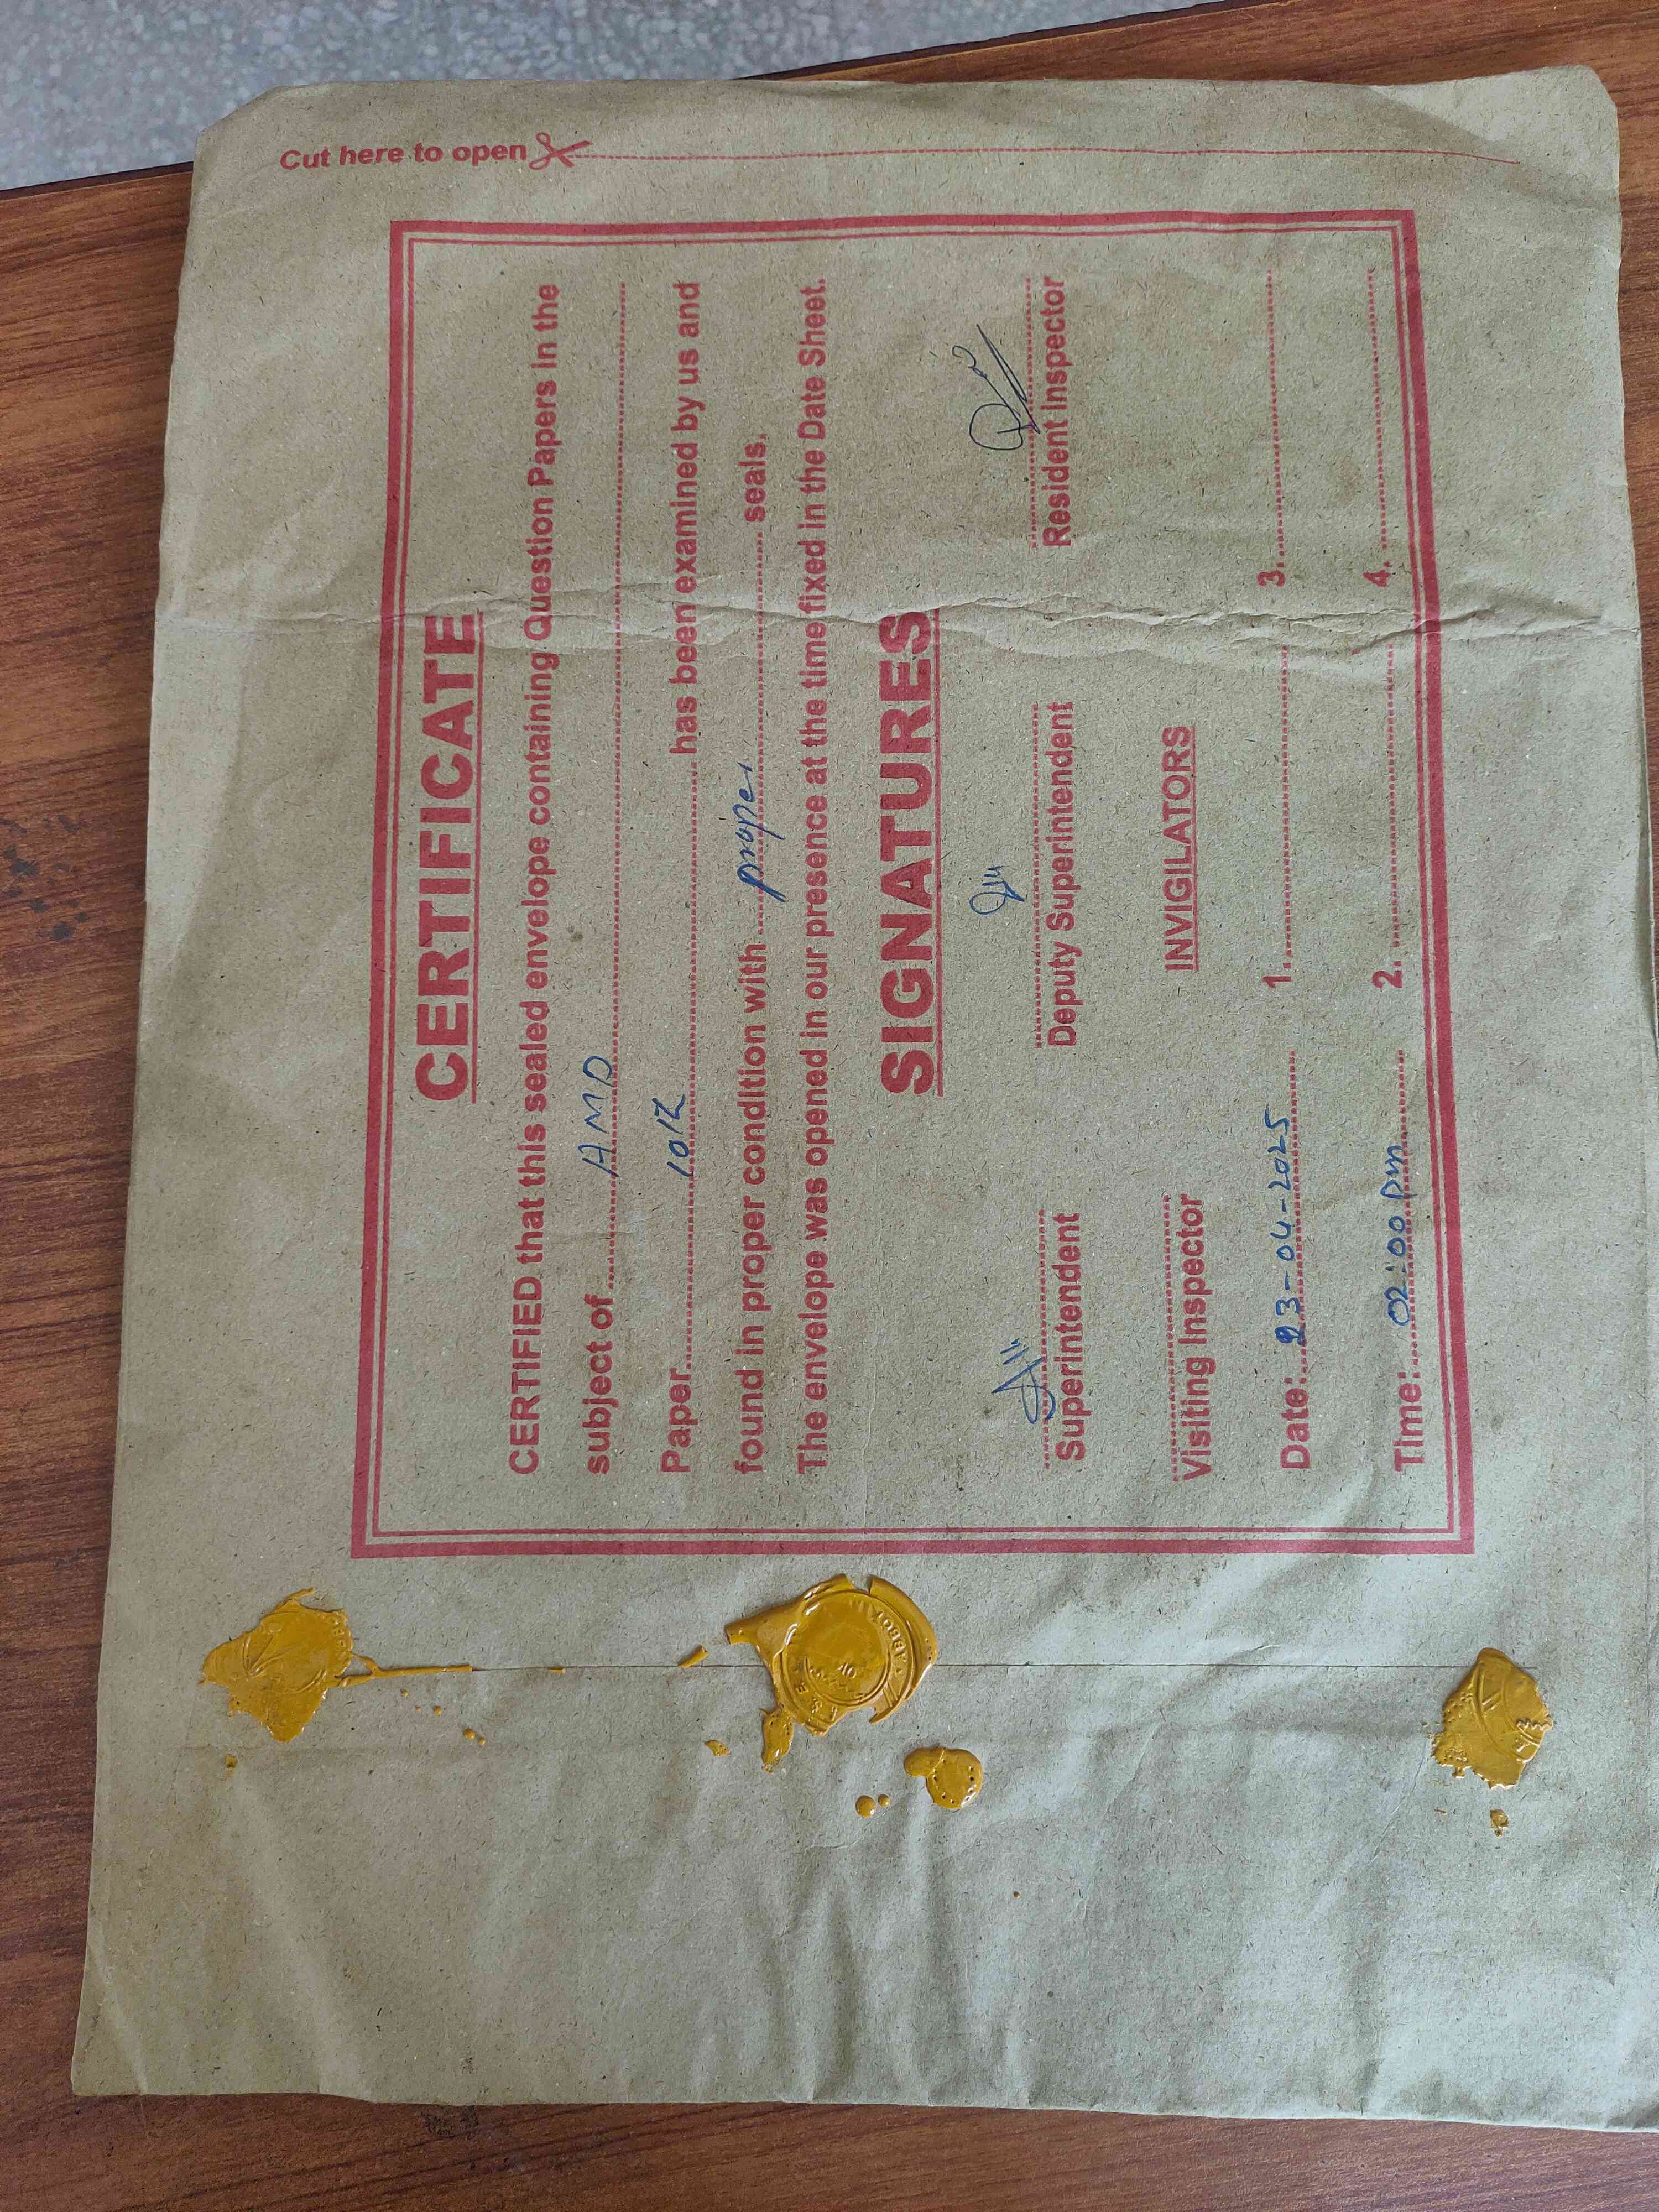 Cut here to open
CERTIFICATE
CERTIFIED that this sealed envelope containing Question Papers in the
subject of AMD
Paper has been examined by us and
found in proper condition with proper seals.
The envelope was opened in our presence at the time fixed in the Date Sheet.
SIGNATURES
Superintendent Deputy Superintendent Resident Inspector
Visiting Inspector INVIGILATORS
Date: 23-04-2025 1. 3.
Time: 02:00 pm 2. 4.